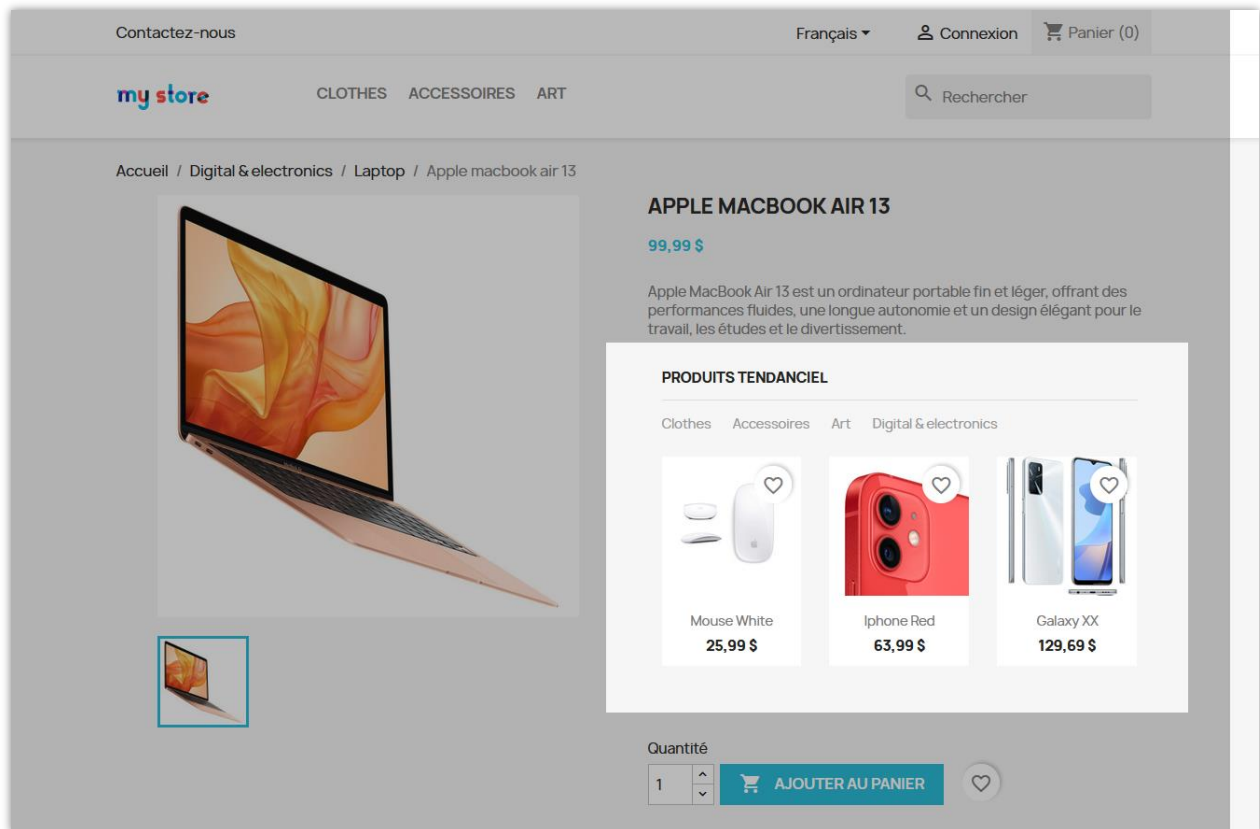 Contactez-nous
Français
Connexion
Panier (0)
my store
CLOTHES ACCESSOIRES ART
Rechercher
Accueil / Digital & electronics / Laptop / Apple macbook air 13
APPLE MACBOOK AIR 13
99,99 $
Apple MacBook Air 13 est un ordinateur portable fin et léger, offrant des
performances fluides, une longue autonomie et un design élégant pour le
travail, les études et le divertissement.
PRODUITS TENDANCIEL
Clothes Accessoires Art Digital & electronics
Mouse White
25,99 $
Iphone Red
63,99 $
Galaxy XX
129,69 $
Quantité
1
AJOUTER AU PANIER